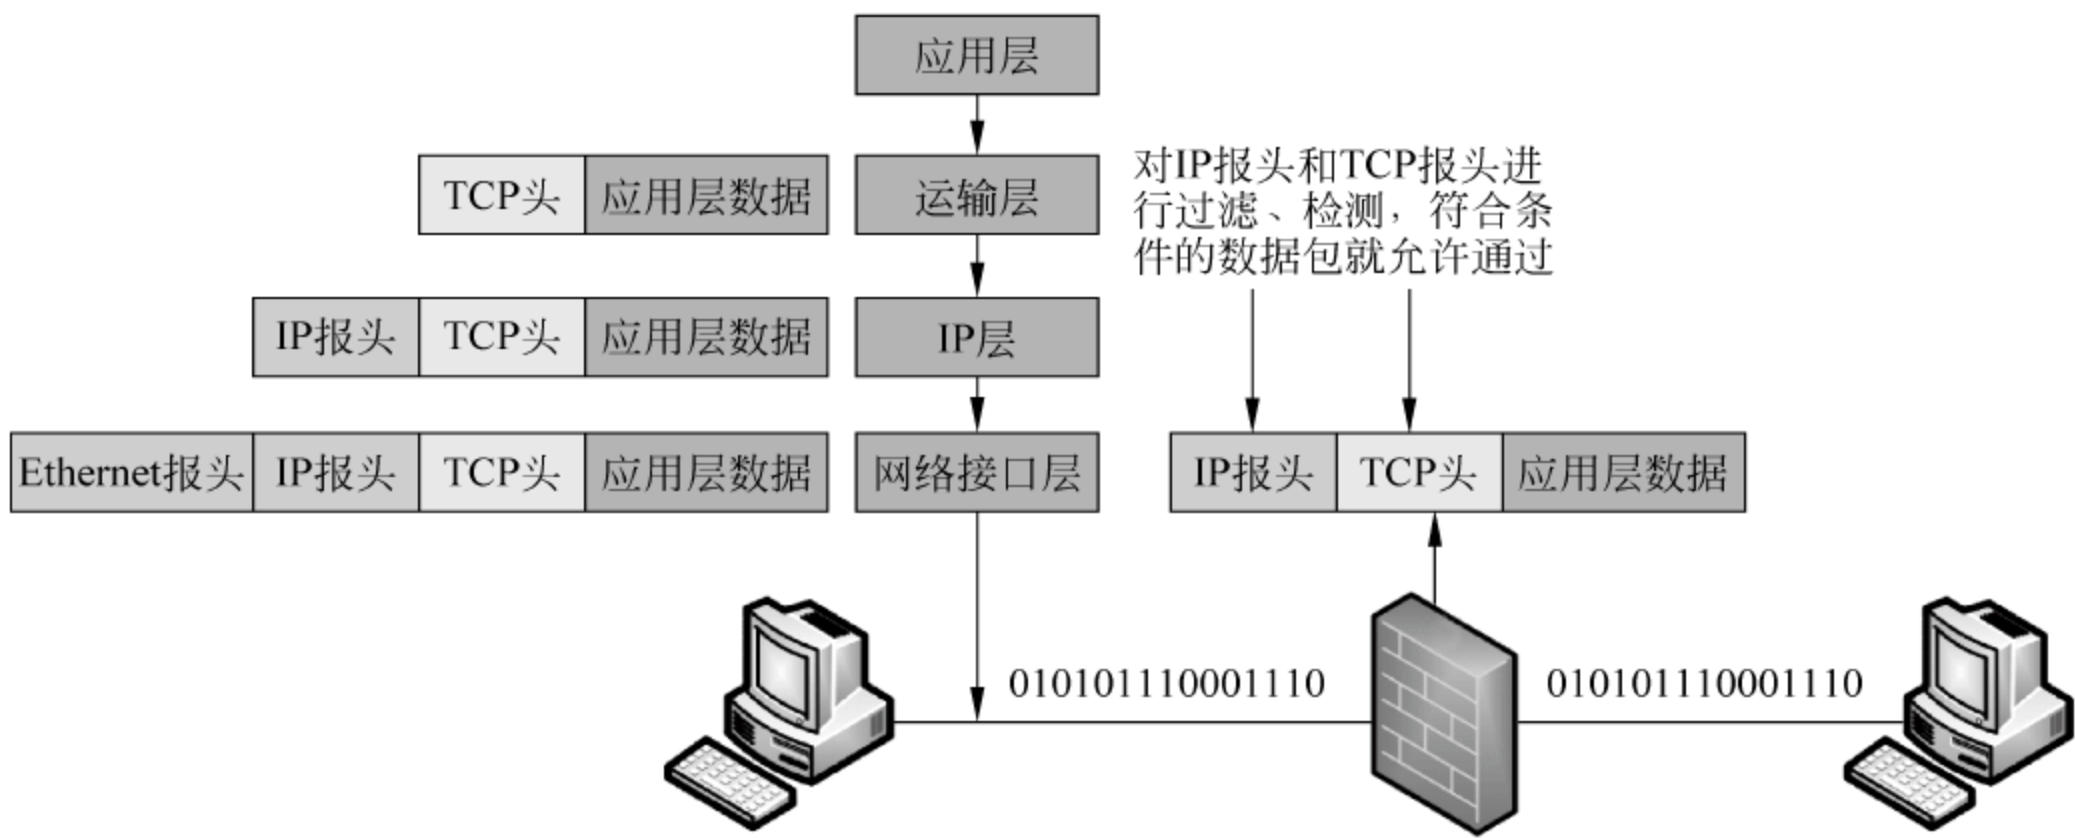 应用层
TCP头 应用层数据 运输层
对IP报头和TCP报头进
行过滤、检测，符合条
件的数据包就允许通过
IP报头 TCP头 应用层数据 IP层
Ethernet报头 IP报头 TCP头 应用层数据 网络接口层 IP报头 TCP头 应用层数据
010101110001110 010101110001110